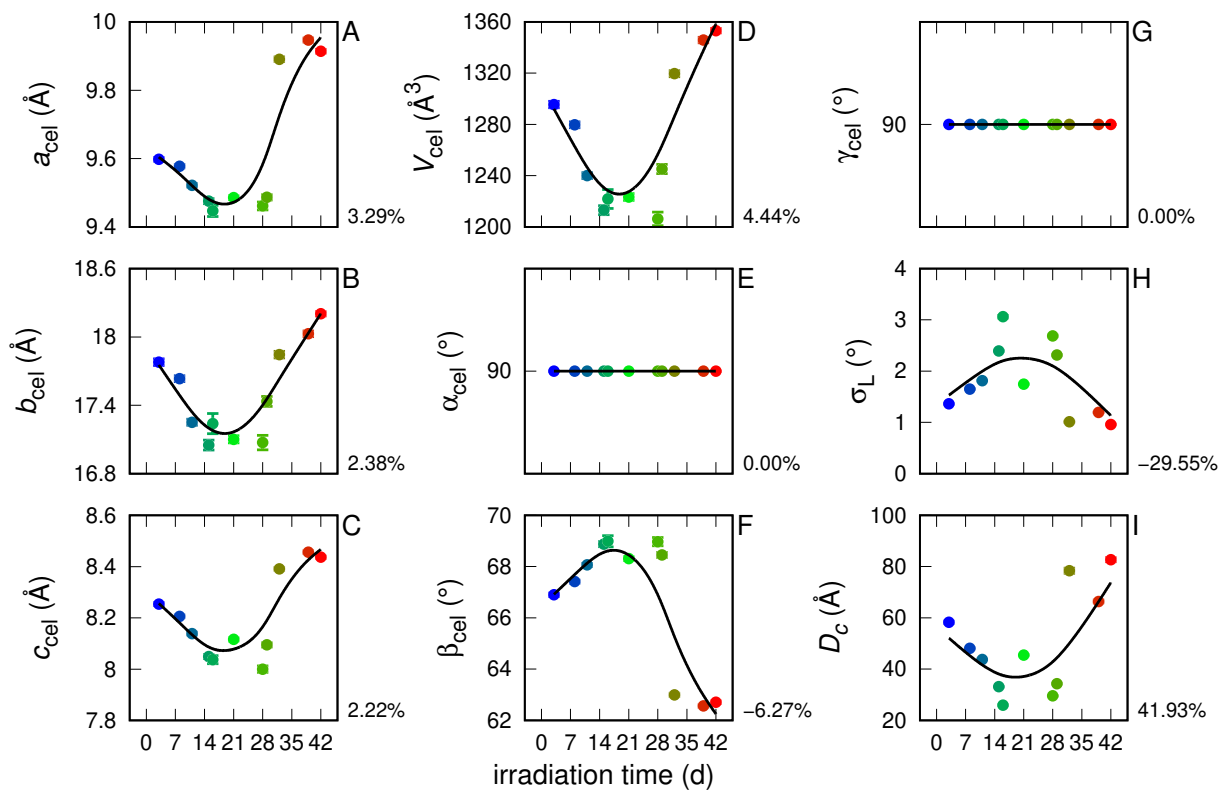 A
a_cel (Å)
10
9.8
9.6
9.4
3.29%
D
V_cel (Å³)
1360
1320
1280
1240
1200
4.44%
G
γ_cel (°)
90
0.00%
B
b_cel (Å)
18.6
18
17.4
16.8
2.38%
E
α_cel (°)
90
0.00%
H
σ_L (°)
4
3
2
1
0
−29.55%
C
c_cel (Å)
8.6
8.4
8.2
8
7.8
2.22%
0 7 14 21 28 35 42
F
β_cel (°)
70
68
66
64
62
−6.27%
0 7 14 21 28 35 42
I
D_c (Å)
100
80
60
40
20
41.93%
0 7 14 21 28 35 42
irradiation time (d)